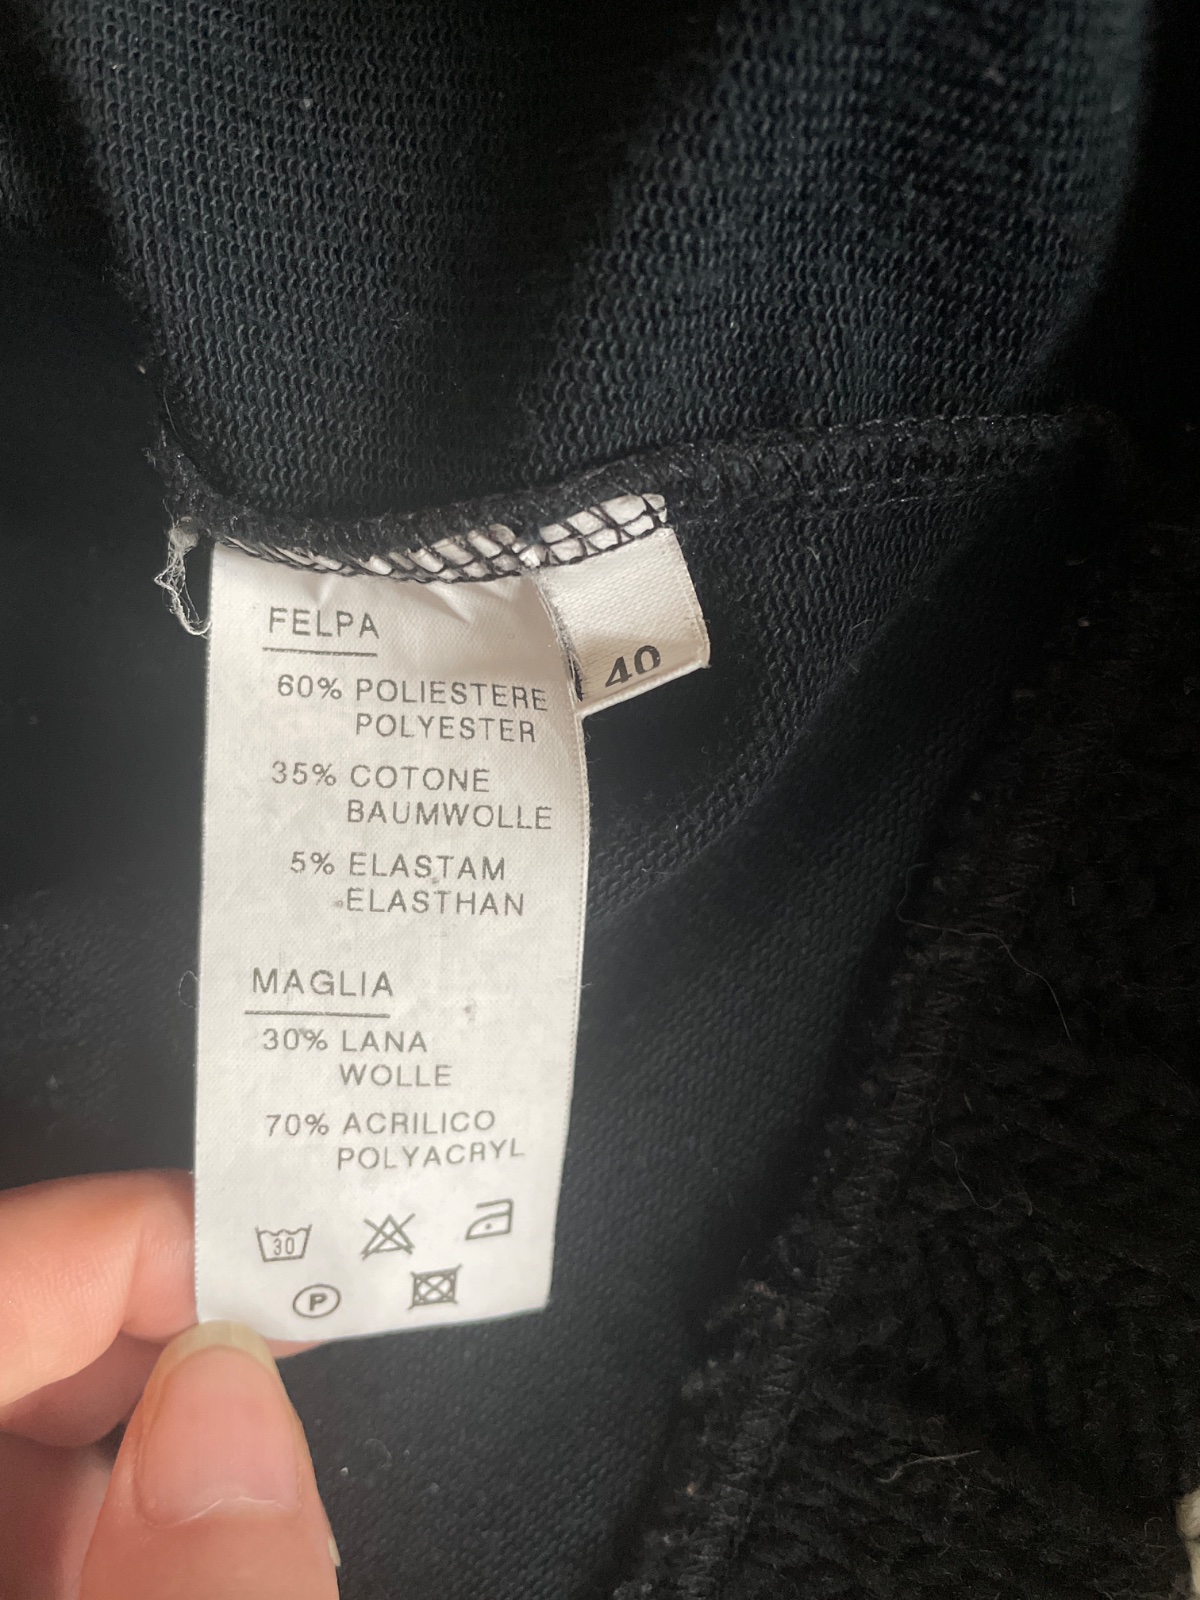 FELPA
60% POLIESTERE
POLYESTER
35% COTONE
BAUMWOLLE
5% ELASTAM
ELASTHAN
MAGLIA
30% LANA
WOLLE
70% ACRILICO
POLYACRYL
30
P
40